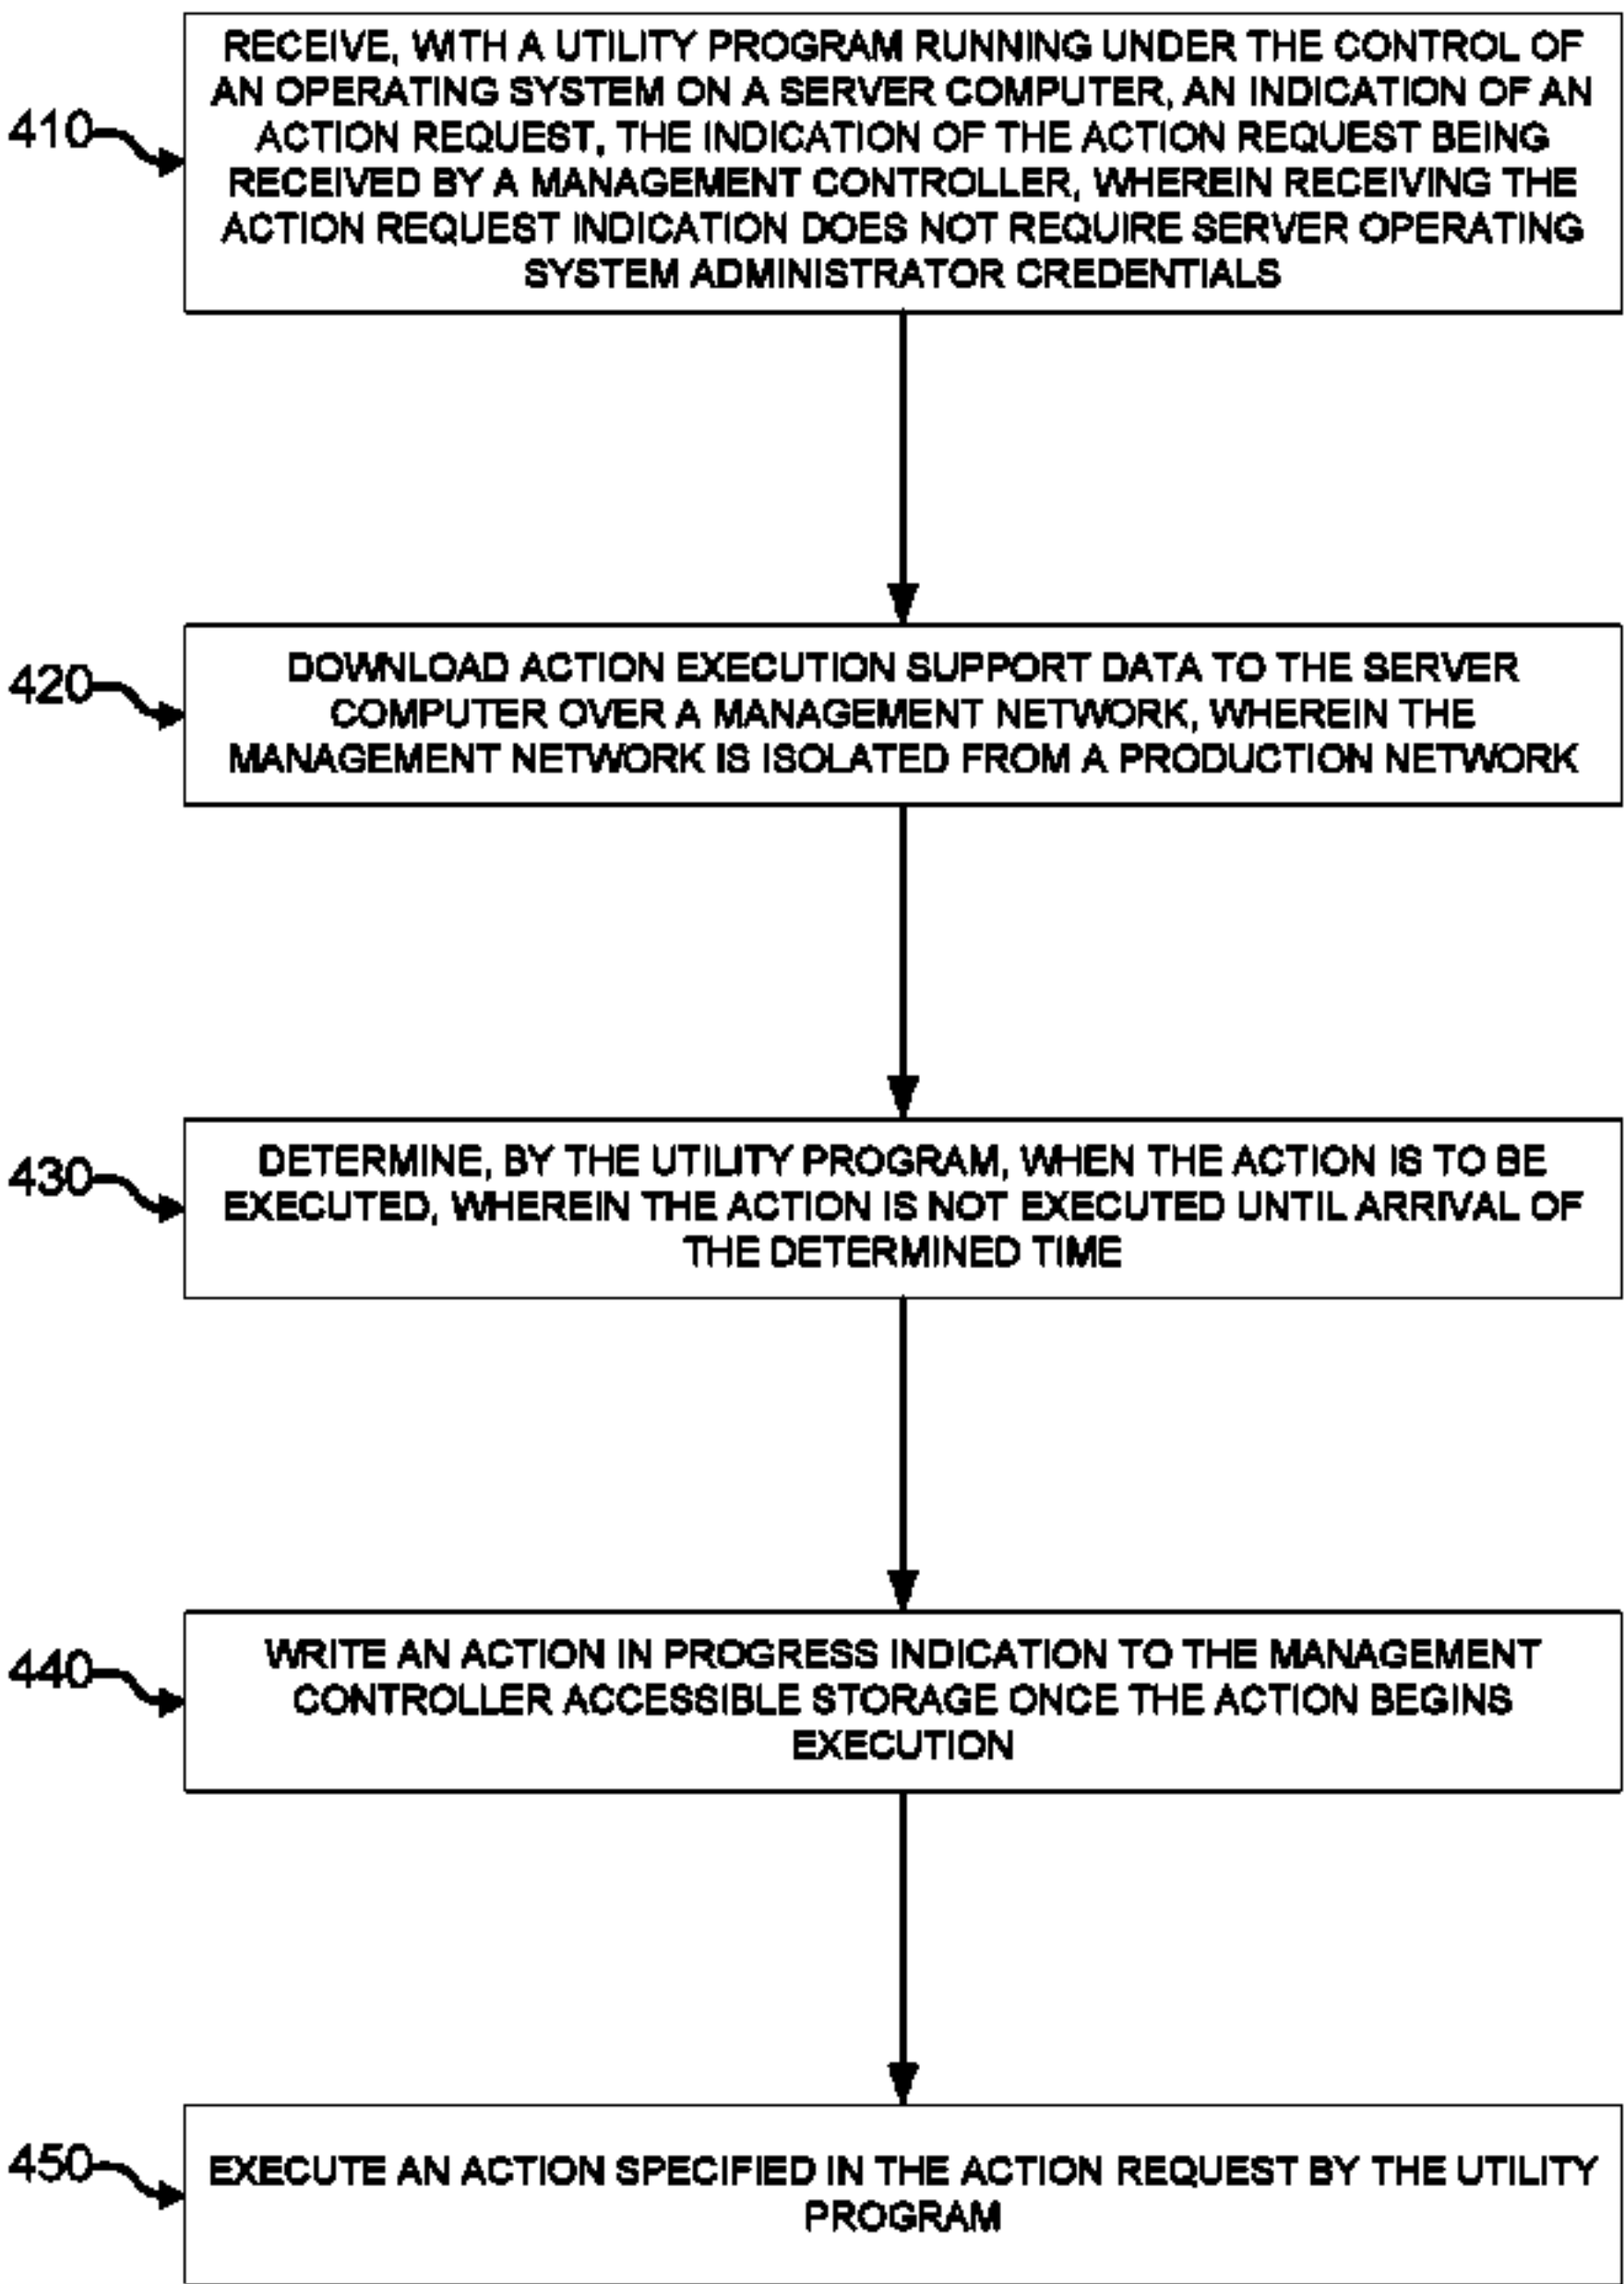 410
RECEIVE, WITH A UTILITY PROGRAM RUNNING UNDER THE CONTROL OF
AN OPERATING SYSTEM ON A SERVER COMPUTER, AN INDICATION OF AN
ACTION REQUEST, THE INDICATION OF THE ACTION REQUEST BEING
RECEIVED BY A MANAGEMENT CONTROLLER, WHEREIN RECEIVING THE
ACTION REQUEST INDICATION DOES NOT REQUIRE SERVER OPERATING
SYSTEM ADMINISTRATOR CREDENTIALS
420
DOWNLOAD ACTION EXECUTION SUPPORT DATA TO THE SERVER
COMPUTER OVER A MANAGEMENT NETWORK, WHEREIN THE
MANAGEMENT NETWORK IS ISOLATED FROM A PRODUCTION NETWORK
430
DETERMINE, BY THE UTILITY PROGRAM, WHEN THE ACTION IS TO BE
EXECUTED, WHEREIN THE ACTION IS NOT EXECUTED UNTIL ARRIVAL OF
THE DETERMINED TIME
440
WRITE AN ACTION IN PROGRESS INDICATION TO THE MANAGEMENT
CONTROLLER ACCESSIBLE STORAGE ONCE THE ACTION BEGINS
EXECUTION
450
EXECUTE AN ACTION SPECIFIED IN THE ACTION REQUEST BY THE UTILITY
PROGRAM